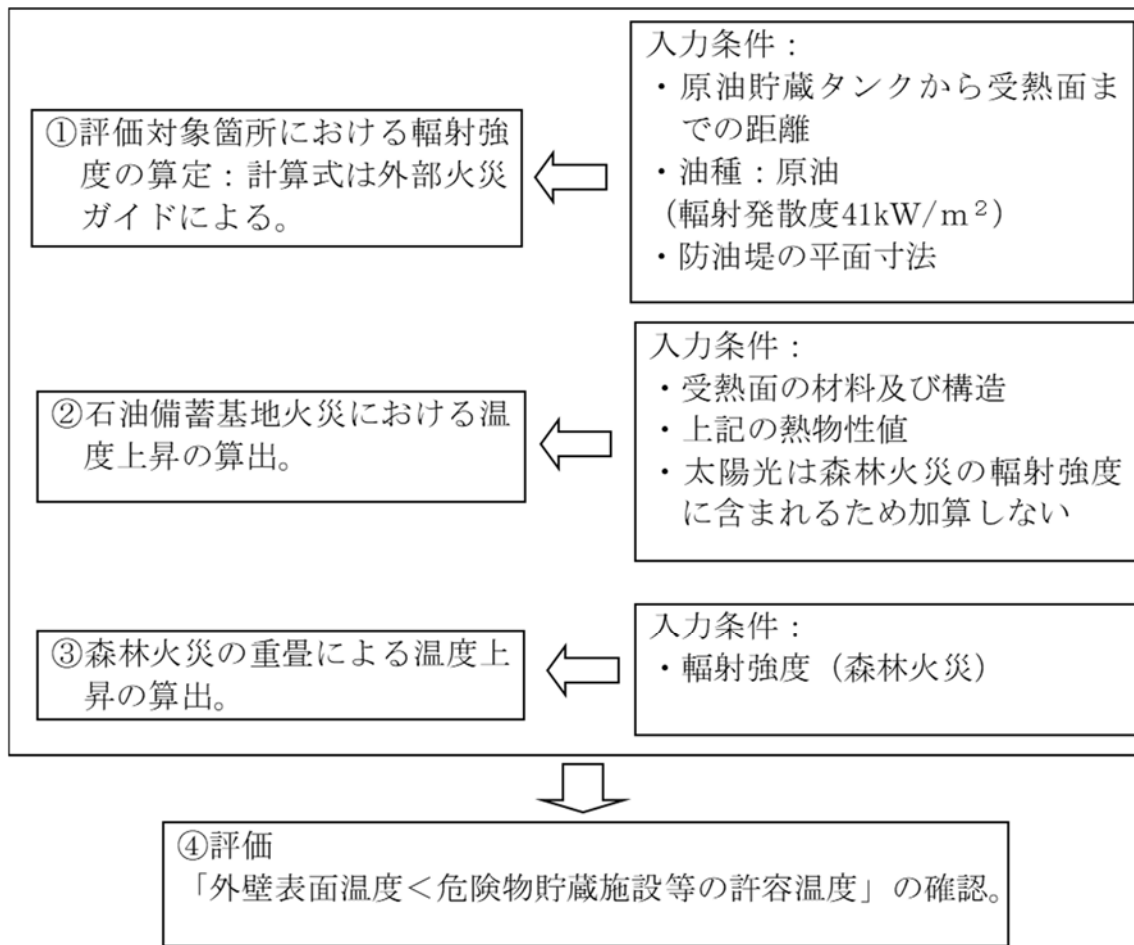 ①評価対象箇所における輻射強
度の算定：計算式は外部火災
ガイドによる。
入力条件：
・原油貯蔵タンクから受熱面ま
での距離
・油種：原油
（輻射発散度41kW/m²）
・防油堤の平面寸法
②石油備蓄基地火災における温
度上昇の算出。
入力条件：
・受熱面の材料及び構造
・上記の熱物性値
・太陽光は森林火災の輻射強度
に含まれるため加算しない
③森林火災の重畳による温度上
昇の算出。
入力条件：
・輻射強度（森林火災）
④評価
「外壁表面温度＜危険物貯蔵施設等の許容温度」の確認。